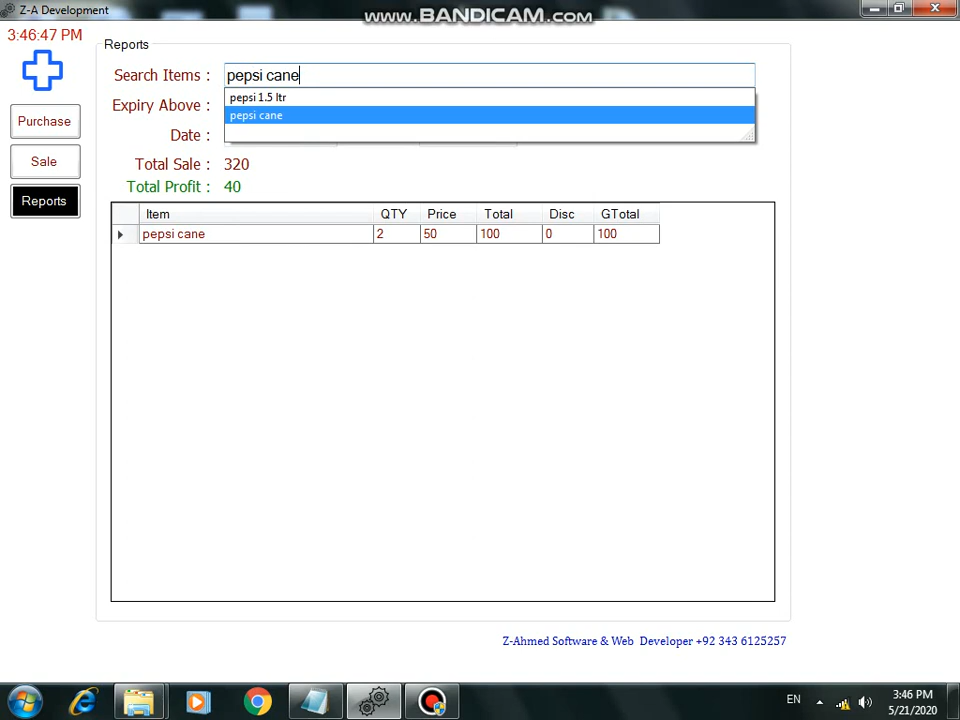 Z-A Development
www.BANDICAM.com
3:46:47 PM
Reports
Search Items : pepsi cane
pepsi 1.5 ltr
Expiry Above : pepsi cane
Purchase
Date :
Sale
Total Sale : 320
Total Profit : 40
Reports
Item QTY Price Total Disc GTotal
pepsi cane 2 50 100 0 100
Z-Ahmed Software & Web Developer +92 343 6125257
EN
3:46 PM
5/21/2020